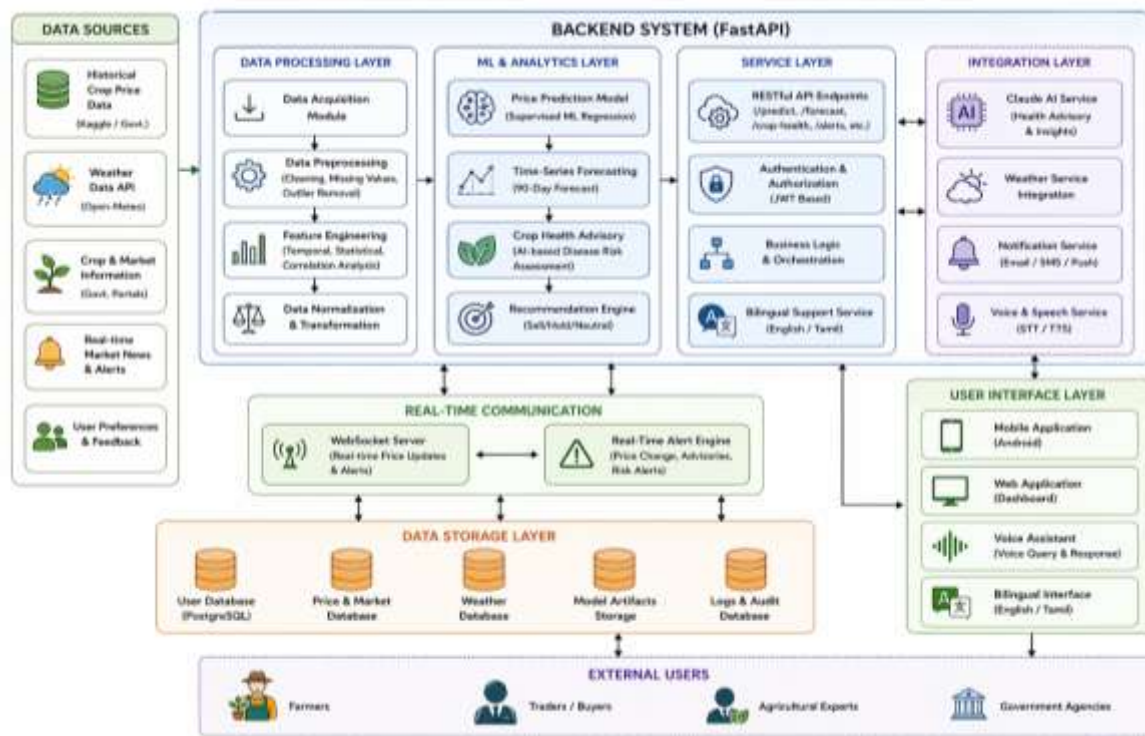 DATA SOURCES
Historical
Crop Price
Data
(Kaggle / Govt.)
Weather
Data API
(Open-Meteo)
Crop & Market
Information
(Govt. Portals)
Real-time
Market News
& Alerts
User Preferences
& Feedback
BACKEND SYSTEM (FastAPI)
DATA PROCESSING LAYER
Data Acquisition
Module
Data Preprocessing
(Cleaning, Missing Values,
Outlier Removal)
Feature Engineering
(Temporal, Statistical,
Correlation Analysis)
Data Normalization
& Transformation
ML & ANALYTICS LAYER
Price Prediction Model
(Supervised ML Regression)
Time-Series Forecasting
(90-Day Forecast)
Crop Health Advisory
(AI-based Disease Risk
Assessment)
Recommendation Engine
(Sell/Hold/Neutral)
SERVICE LAYER
RESTful API Endpoints
(/predict, /forecast,
/crop-health, /alerts, etc.)
Authentication &
Authorization
(JWT Based)
Business Logic
& Orchestration
Bilingual Support Service
(English / Tamil)
INTEGRATION LAYER
AI
Claude AI Service
(Health Advisory
& Insights)
Weather Service
Integration
Notification Service
(Email / SMS / Push)
Voice & Speech Service
(STT / TTS)
REAL-TIME COMMUNICATION
WebSocket Server
(Real-time Price Updates
& Alerts)
Real-Time Alert Engine
(Price Change, Advisories,
Risk Alerts)
DATA STORAGE LAYER
User Database
(PostgreSQL)
Price & Market
Database
Weather
Database
Model Artifacts
Storage
Logs & Audit
Database
USER INTERFACE LAYER
Mobile Application
(Android)
Web Application
(Dashboard)
Voice Assistant
(Voice Query & Response)
Bilingual Interface
(English / Tamil)
EXTERNAL USERS
Farmers
Traders / Buyers
Agricultural Experts
Government Agencies